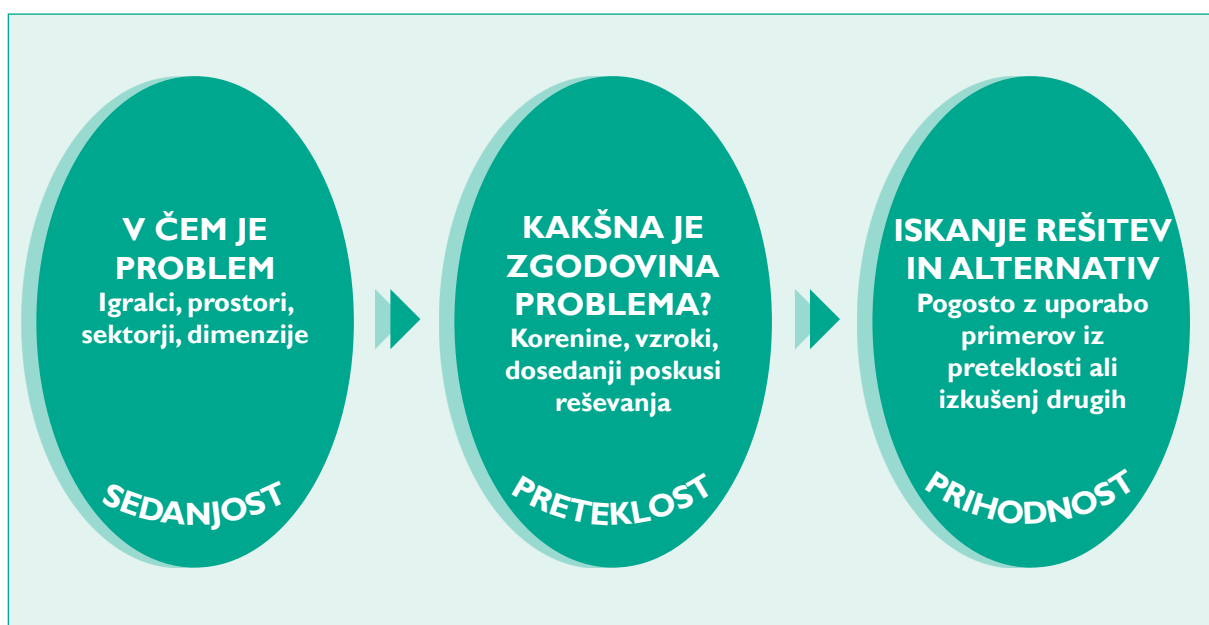 V ČEM JE
PROBLEM
Igralci, prostori,
sektorji, dimenzije
SEDANJOST
KAKŠNA JE
ZGODOVINA
PROBLEMA?
Korenine, vzroki,
dosedanji poskusi
reševanja
PRETEKLOST
ISKANJE REŠITEV
IN ALTERNATIV
Pogosto z uporabo
primerov iz
preteklosti ali
izkušenj drugih
PRIHODNOST